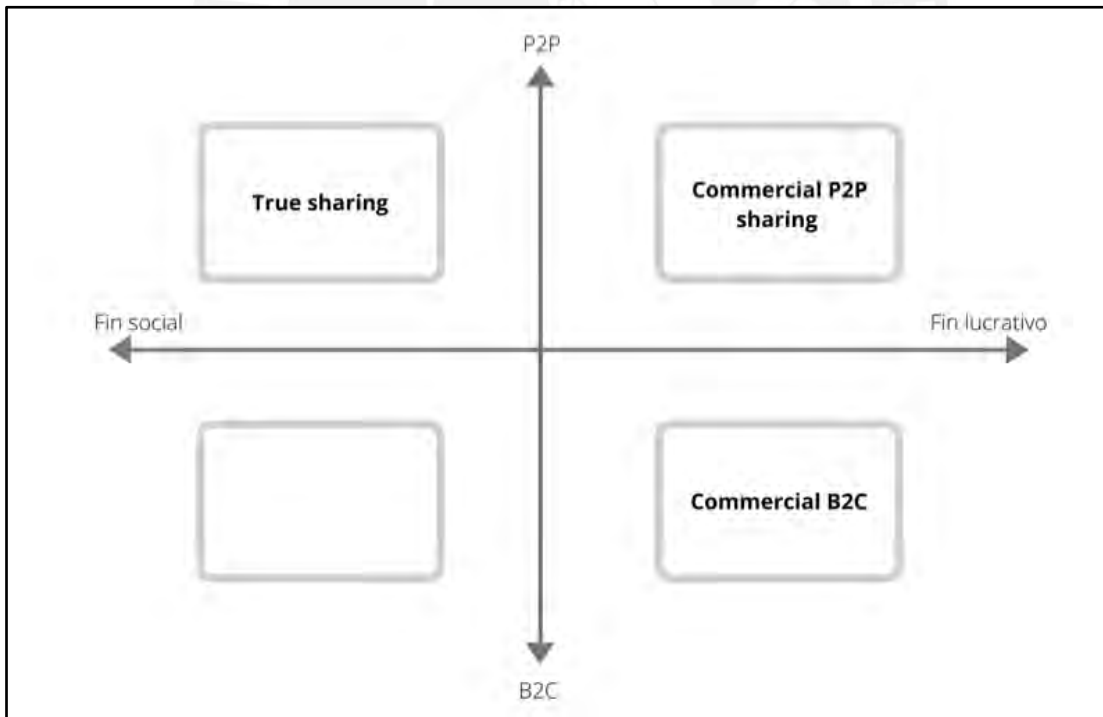 P2P
True sharing
Commercial P2P
sharing
Fin social
Fin lucrativo
Commercial B2C
B2C